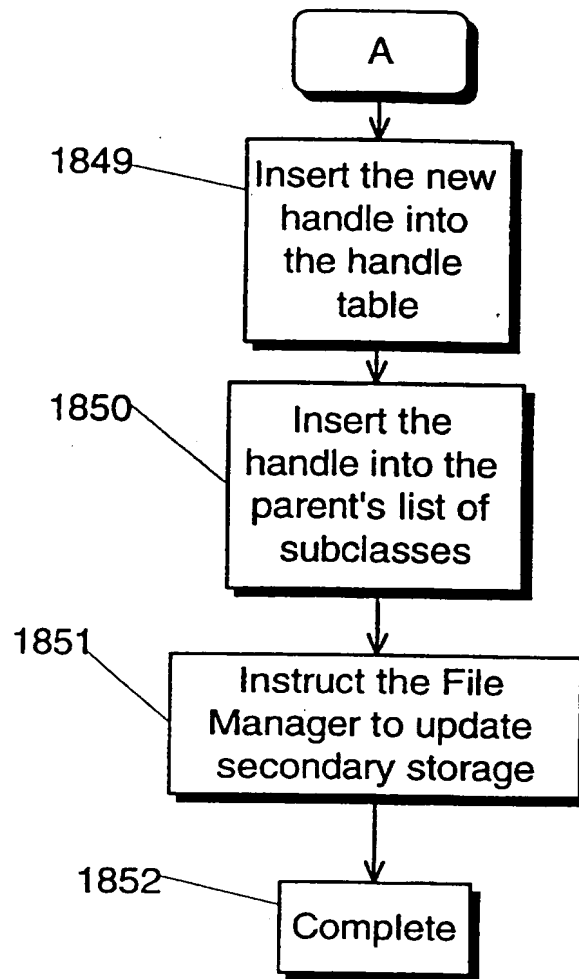 A
1849
Insert the new
handle into
the handle
table
1850
Insert the
handle into the
parent's list of
subclasses
1851
Instruct the File
Manager to update
secondary storage
1852
Complete